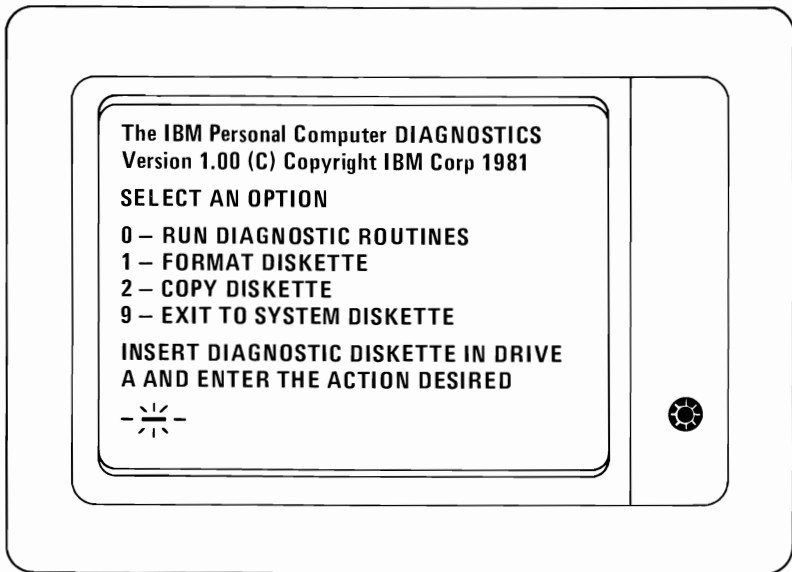 The IBM Personal Computer DIAGNOSTICS
Version 1.00 (C) Copyright IBM Corp 1981
SELECT AN OPTION
0 – RUN DIAGNOSTIC ROUTINES
1 – FORMAT DISKETTE
2 – COPY DISKETTE
9 – EXIT TO SYSTEM DISKETTE
INSERT DIAGNOSTIC DISKETTE IN DRIVE
A AND ENTER THE ACTION DESIRED